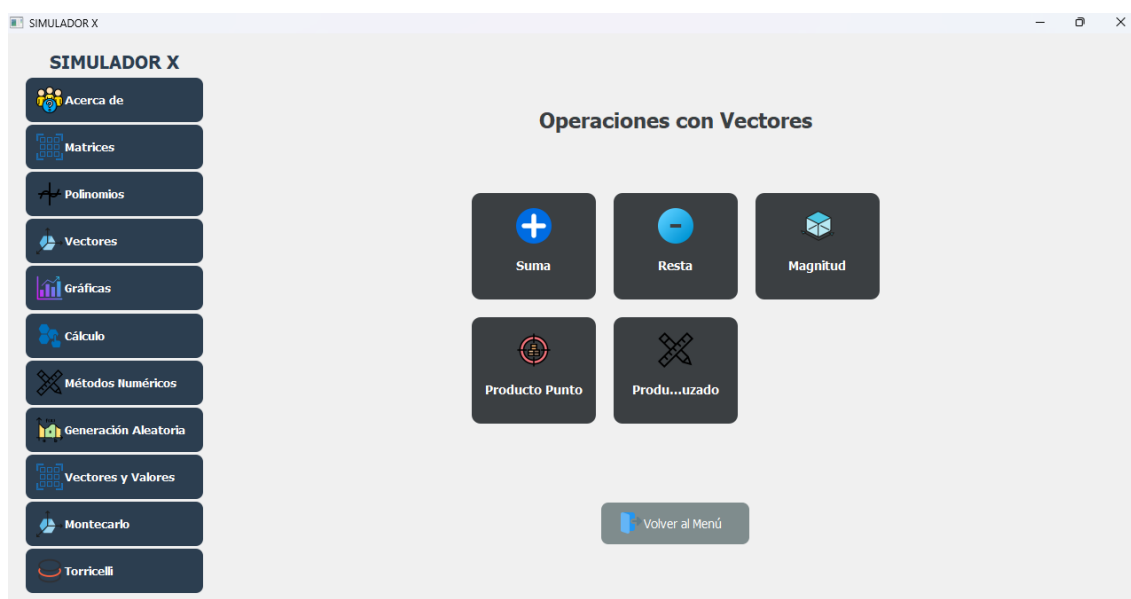 SIMULADOR X
SIMULADOR X
Acerca de
Matrices
Polinomios
Vectores
Gráficas
Cálculo
Métodos Numéricos
Generación Aleatoria
Vectores y Valores
Montecarlo
Torricelli
Operaciones con Vectores
Suma
Resta
Magnitud
Producto Punto
Produ...uzado
Volver al Menú